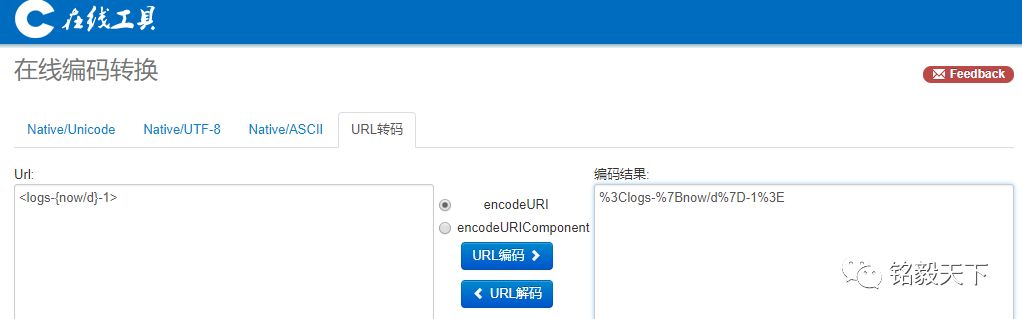 在线工具
在线编码转换
Feedback
Native/Unicode Native/UTF-8 Native/ASCII URL转码
Url:
编码结果:
<logs-{now/d}-1>
encodeURI
encodeURIComponent
URL编码
URL解码
%3Clogs-%7Bnow/d%7D-1%3E
铭毅天下